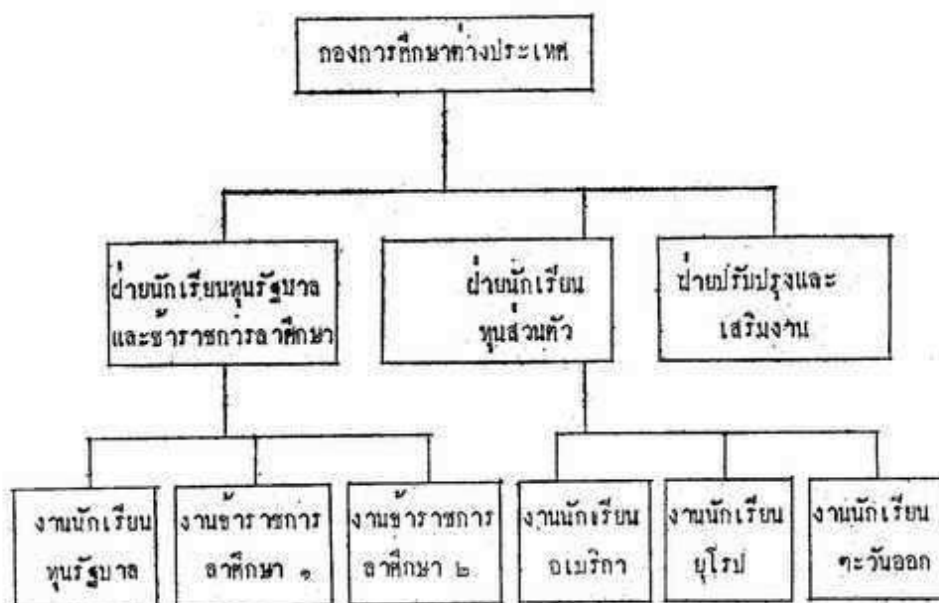 กองการศึกษาต่างประเทศ
ฝ่ายนักเรียนทุนรัฐบาล
และข้าราชการลาศึกษา
ฝ่ายนักเรียน
ทุนส่วนตัว
ฝ่ายปรับปรุงและ
เสริมงาน
งานนักเรียน
ทุนรัฐบาล
งานข้าราชการ
ลาศึกษา ๑
งานข้าราชการ
ลาศึกษา ๒
งานนักเรียน
อเมริกา
งานนักเรียน
ยุโรป
งานนักเรียน
ตะวันออก